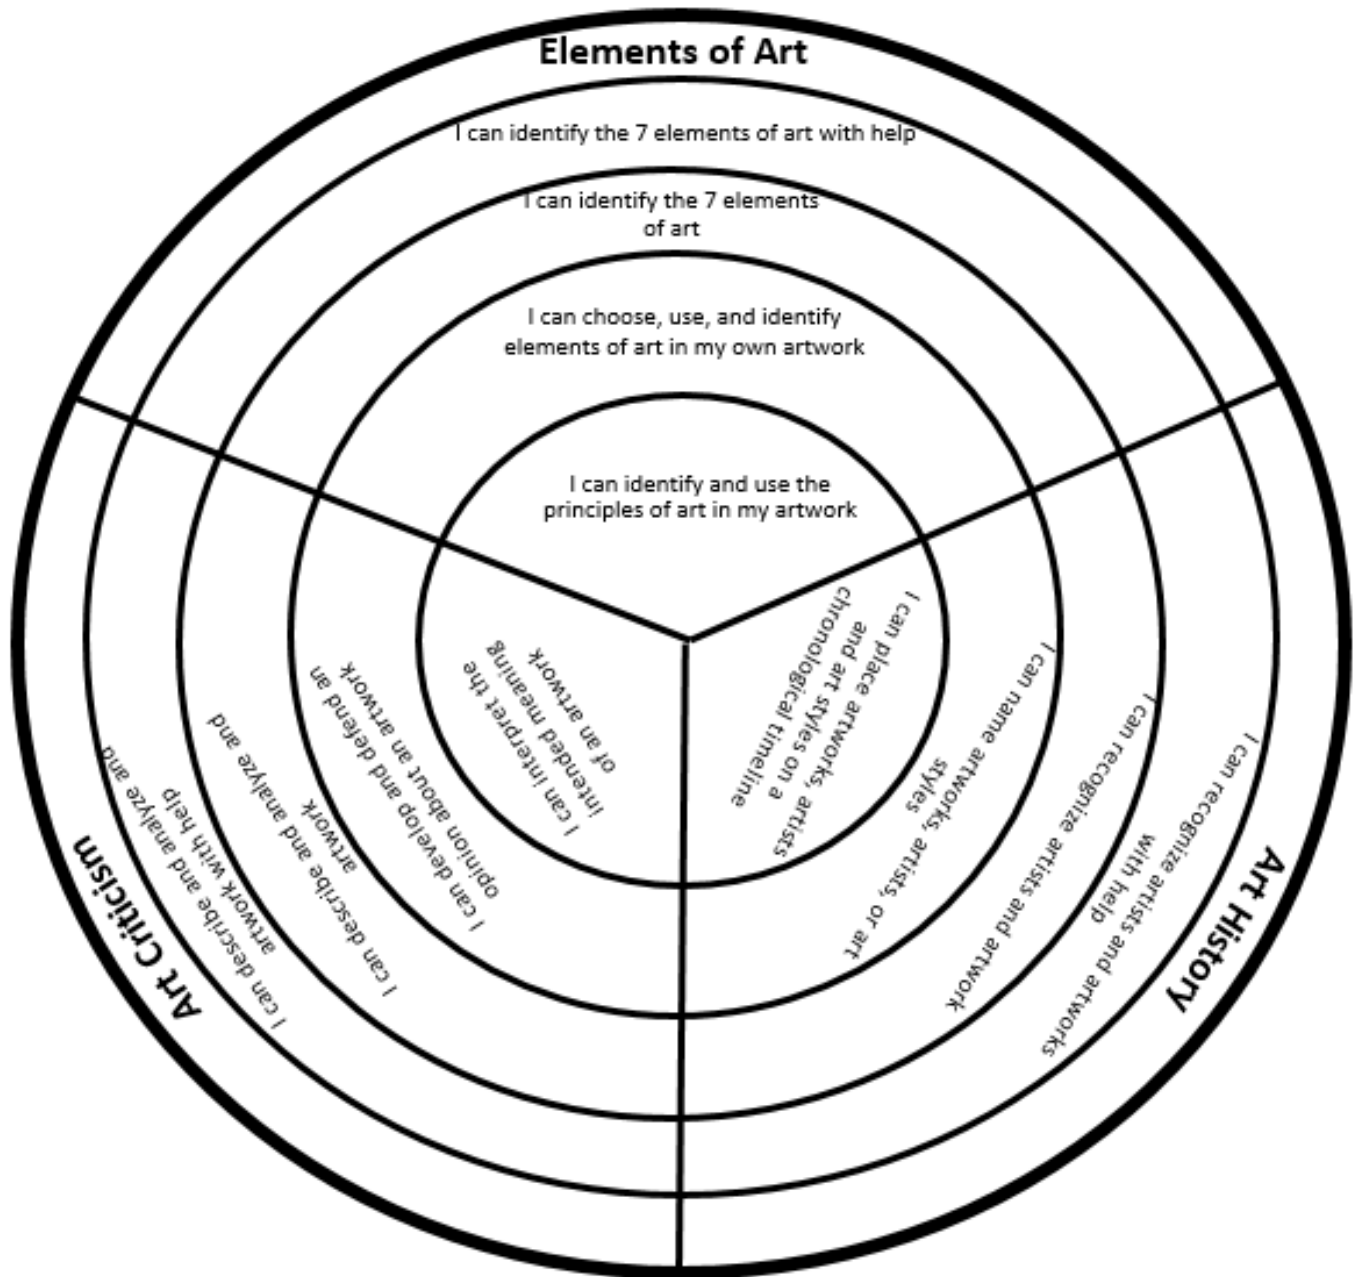 Elements of Art
I can identify the 7 elements of art with help
I can identify the 7 elements
of art
I can choose, use, and identify
elements of art in my own artwork
I can identify and use the
principles of art in my artwork
Art History
I can recognize artists and artworks
with help
I can recognize artists and artwork
I can name artworks, artists, or art
styles
I can place artworks, artists
and art styles on a
chronological timeline
Art Criticism
I can describe and analyze and
artwork with help
I can describe and analyze and
artwork
I can develop and defend an
opinion about an artwork
I can interpret the
intended meaning
of an artwork